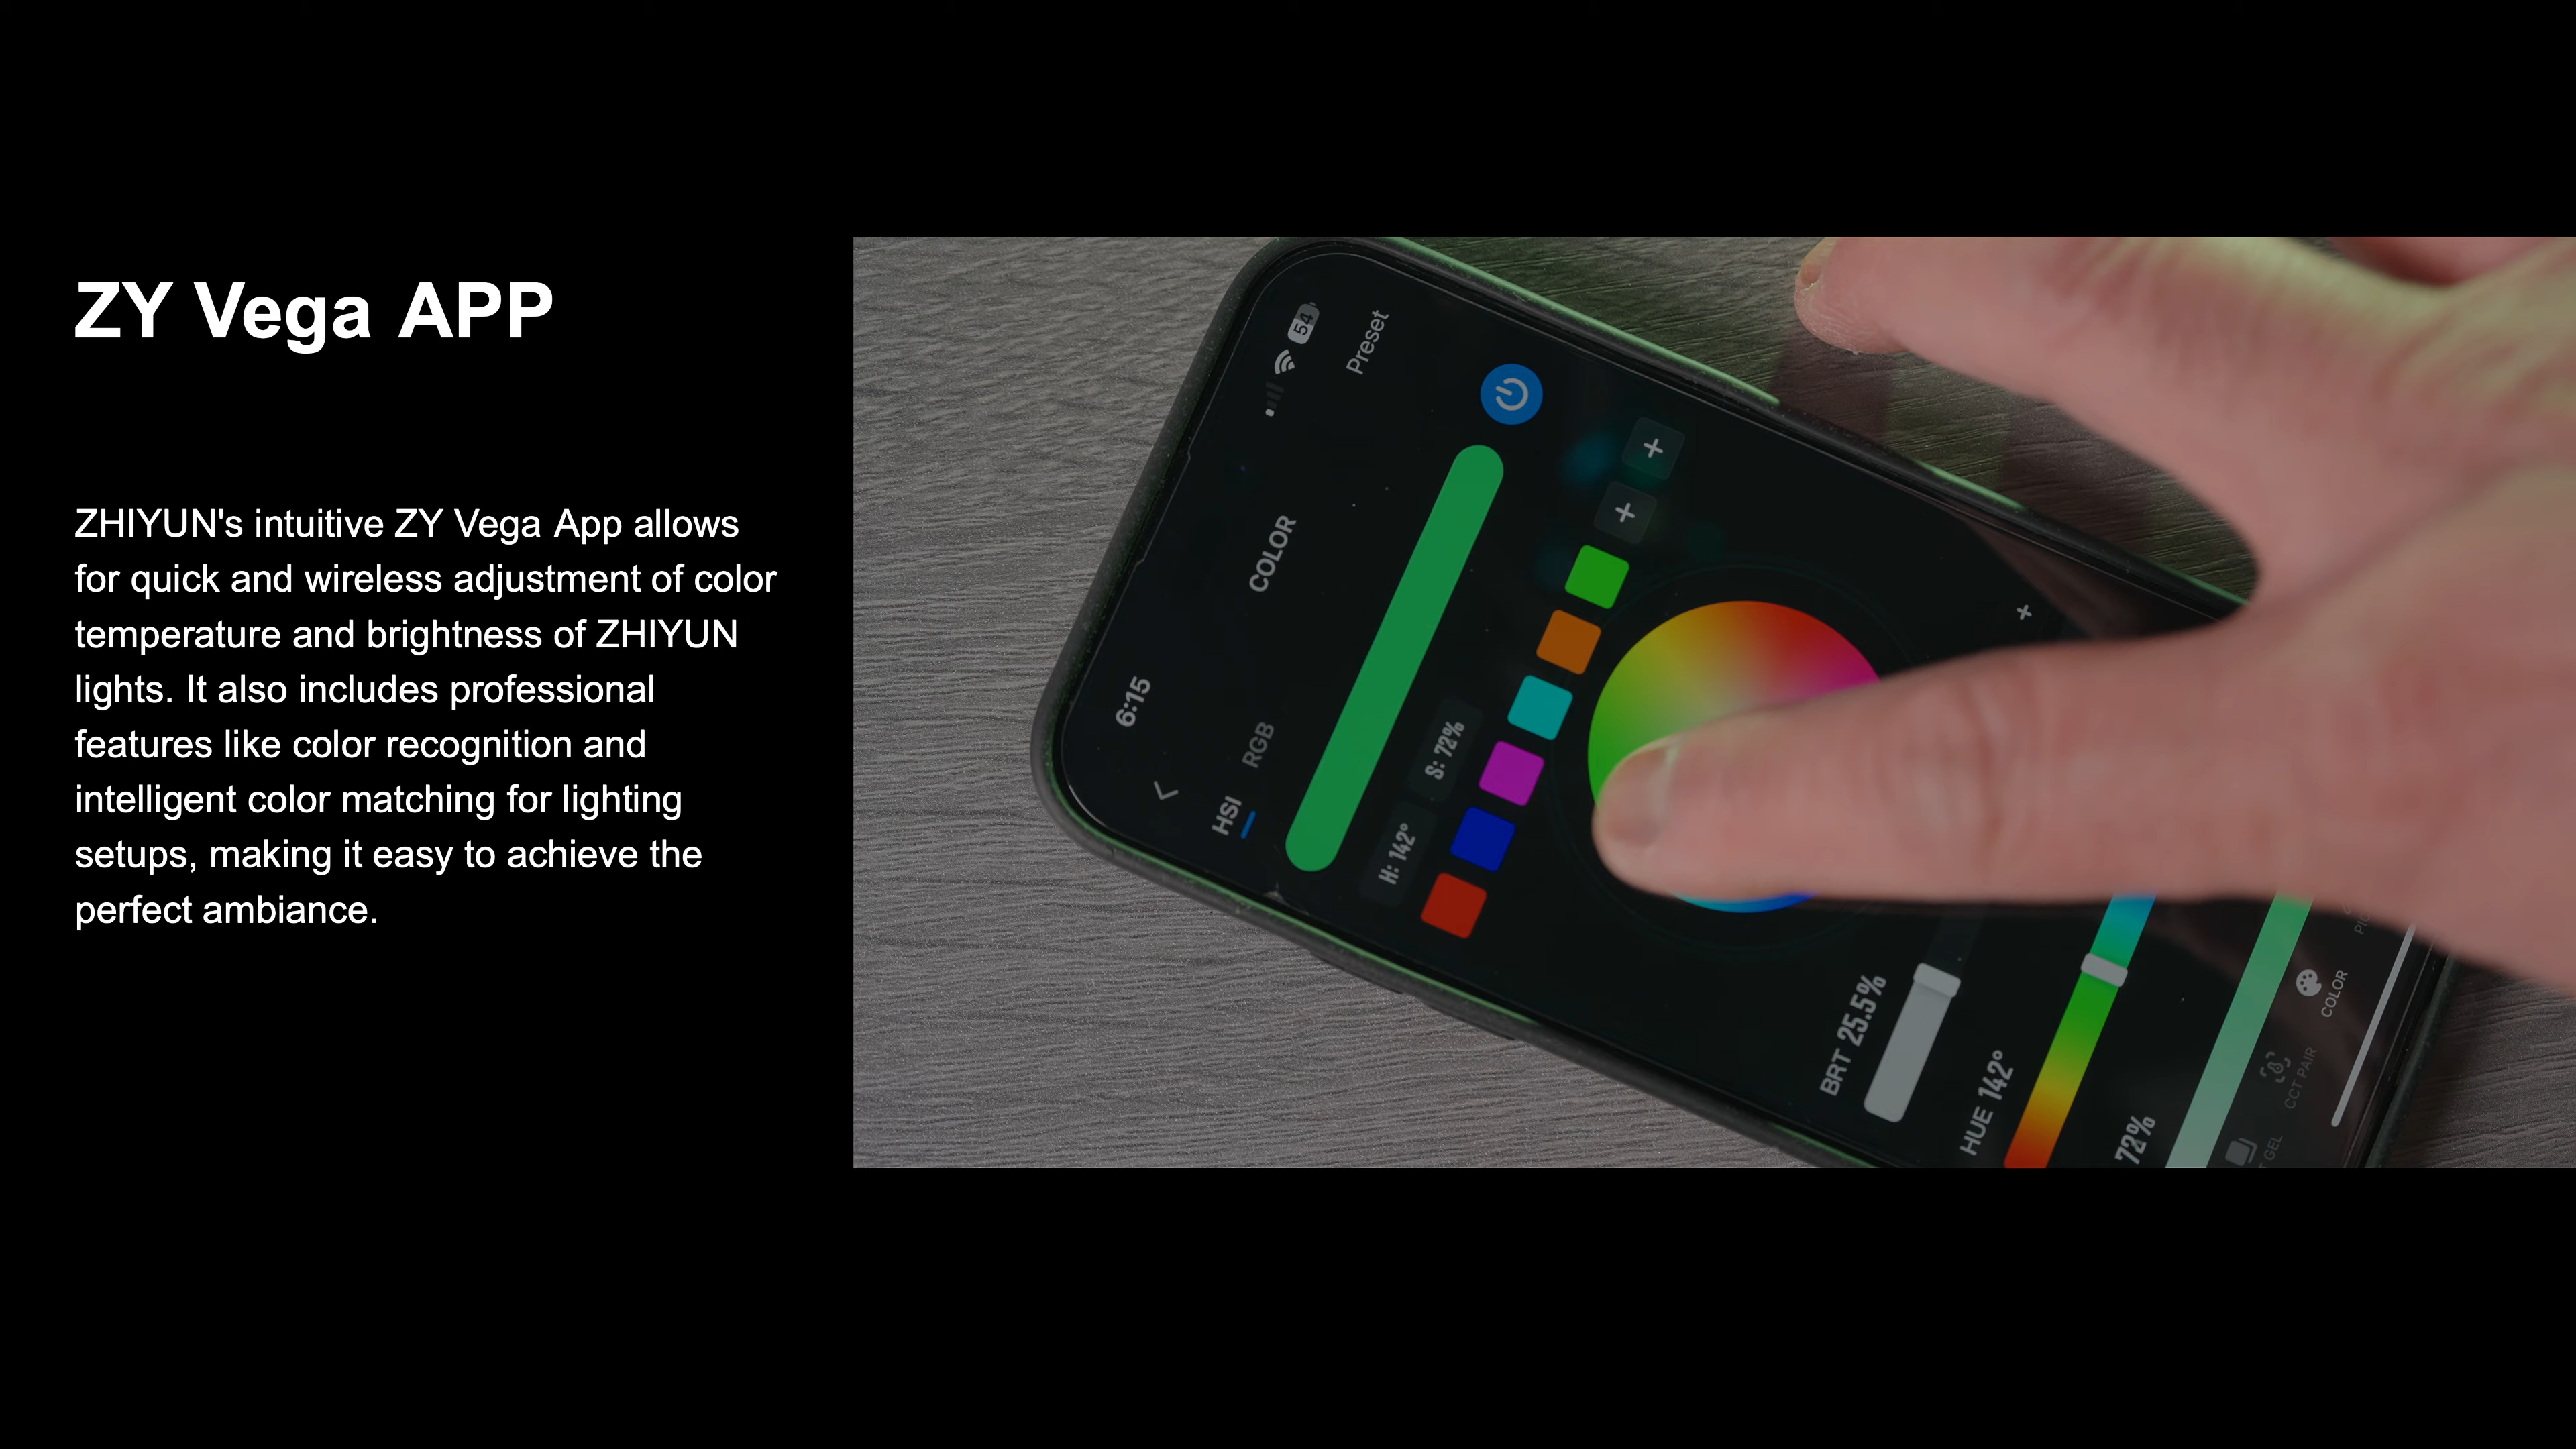 ZY Vega APP
ZHIYUN's intuitive ZY Vega App allows
for quick and wireless adjustment of color
temperature and brightness of ZHIYUN
lights. It also includes professional
features like color recognition and
intelligent color matching for lighting
setups, making it easy to achieve the
perfect ambiance.
6:15
54
COLOR
Preset
HSI RGB
H: 142° S: 72%
BRT 25.5%
HUE 142°
72%
GEL
CCT PAIR
COLOR